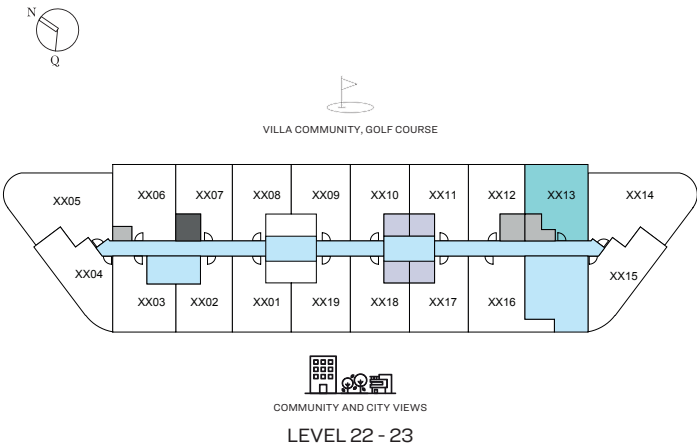 N
Q
VILLA COMMUNITY, GOLF COURSE
XX05
XX06
XX07
XX08
XX09
XX10
XX11
XX12
XX13
XX14
XX04
XX03
XX02
XX01
XX19
XX18
XX17
XX16
XX15
COMMUNITY AND CITY VIEWS
LEVEL 22 - 23